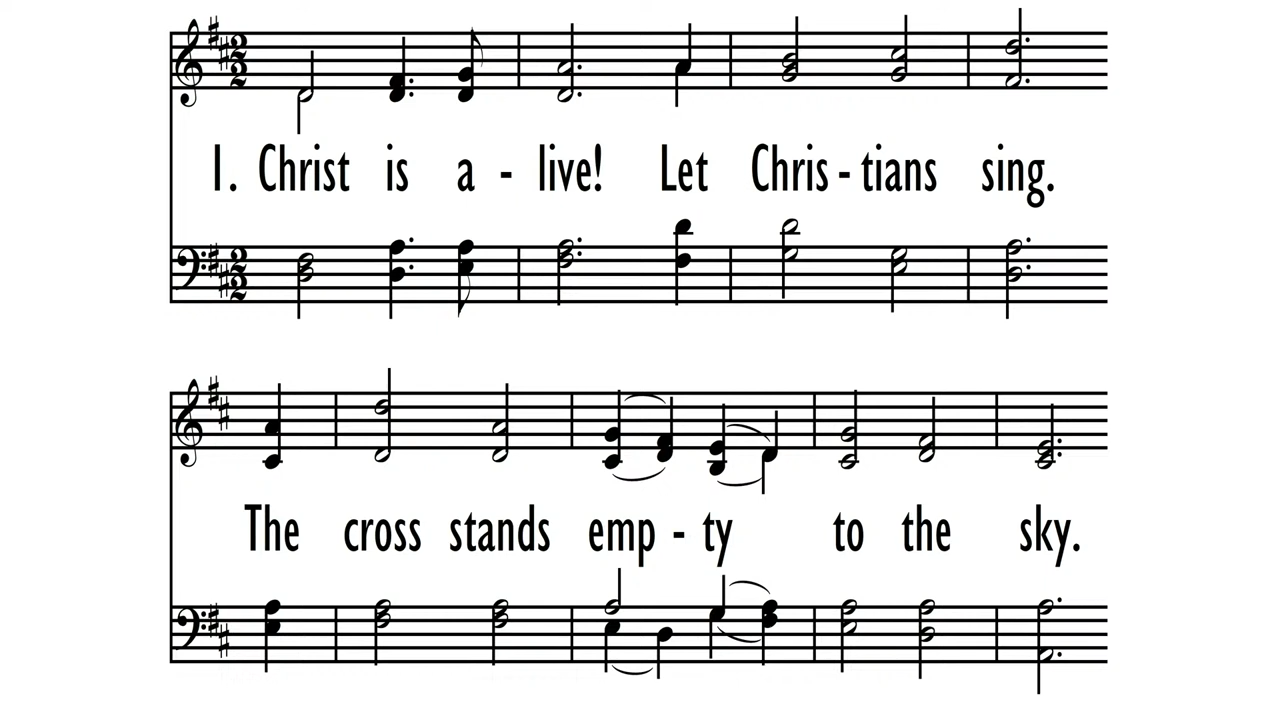 1. Christ is a - live! Let Chris - tians sing.
The cross stands emp - ty to the sky.